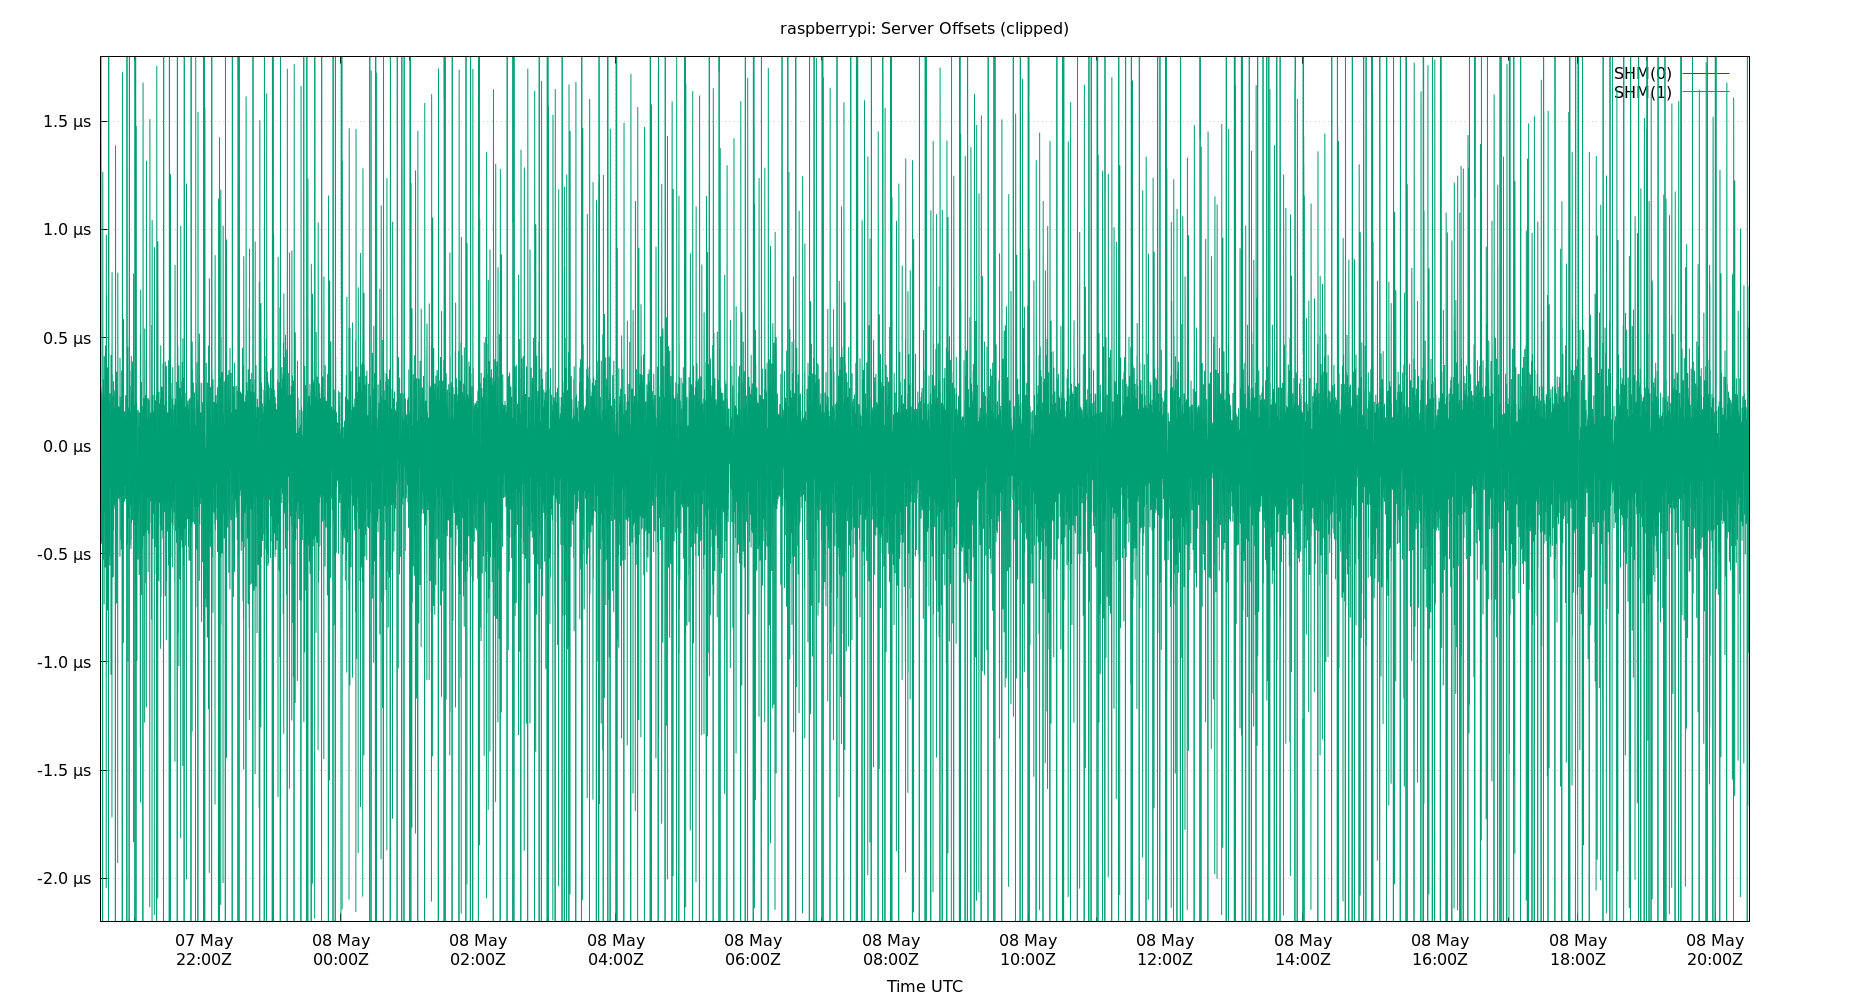 raspberrypi: Server Offsets (clipped)
SHM(0)
SHM(1)
1.5 µs
1.0 µs
0.5 µs
0.0 µs
-0.5 µs
-1.0 µs
-1.5 µs
-2.0 µs
07 May 08 May 08 May 08 May 08 May 08 May 08 May 08 May 08 May 08 May 08 May 08 May
22:00Z 00:00Z 02:00Z 04:00Z 06:00Z 08:00Z 10:00Z 12:00Z 14:00Z 16:00Z 18:00Z 20:00Z
Time UTC